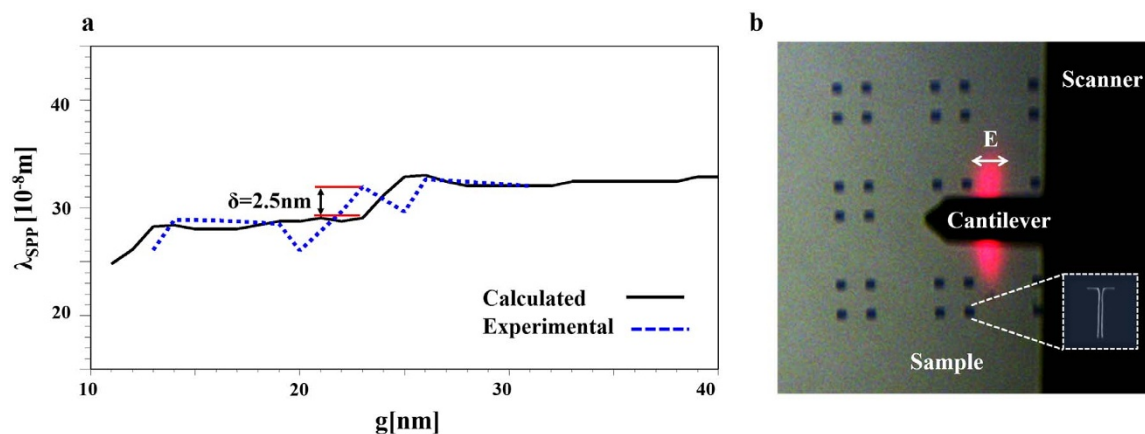 a
b
40
30
20
λSPP [10⁻⁸m]
10
20
30
40
g[nm]
δ=2.5nm
Calculated
Experimental
Scanner
E
Cantilever
Sample